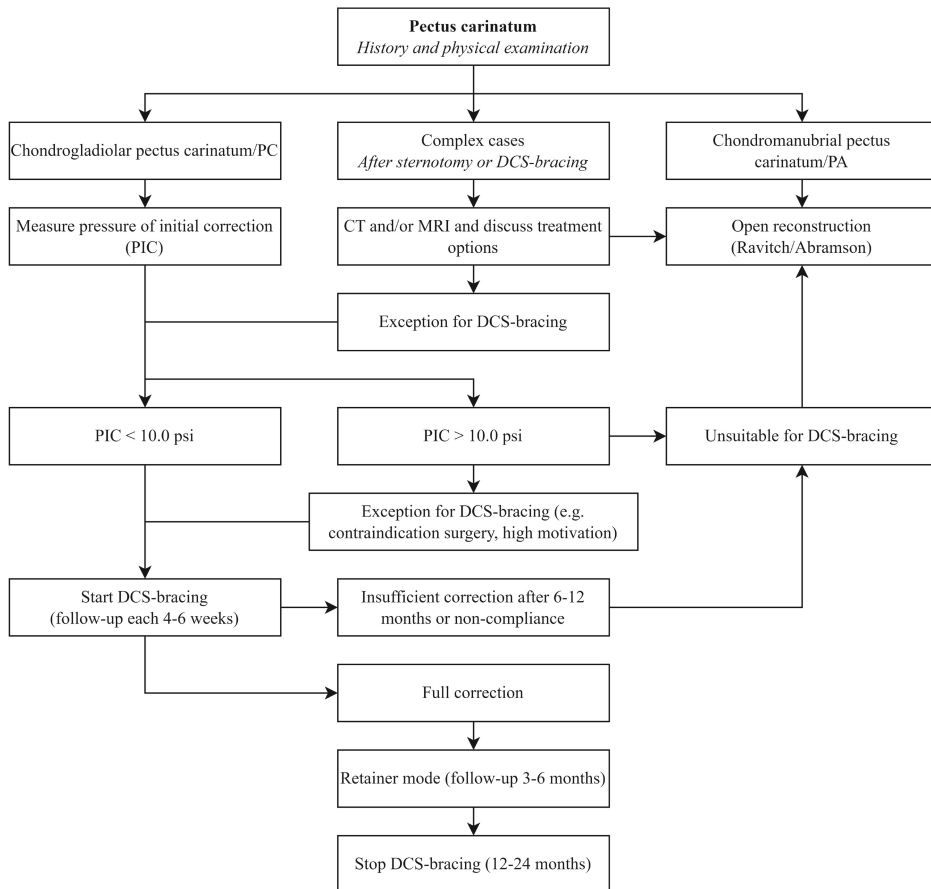 Pectus carinatum
History and physical examination
Chondrogladiolar pectus carinatum/PC
Complex cases
After sternotomy or DCS-bracing
Chondromanubrial pectus
carinatum/PA
Measure pressure of initial correction
(PIC)
CT and/or MRI and discuss treatment
options
Open reconstruction
(Ravitch/Abramson)
Exception for DCS-bracing
PIC < 10.0 psi
PIC > 10.0 psi
Unsuitable for DCS-bracing
Exception for DCS-bracing (e.g.
contraindication surgery, high motivation)
Start DCS-bracing
(follow-up each 4-6 weeks)
Insufficient correction after 6-12
months or non-compliance
Full correction
Retainer mode (follow-up 3-6 months)
Stop DCS-bracing (12-24 months)